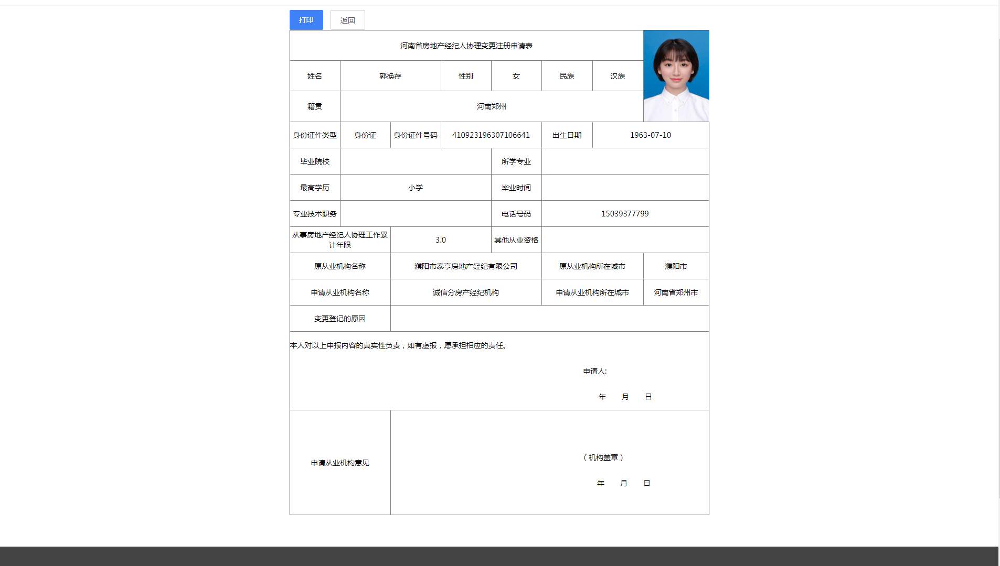 打印 返回
河南省房地产经纪人协理变更注册申请表
姓名 郭换存 性别 女 民族 汉族
籍贯 河南郑州
身份证件类型 身份证 身份证件号码 410923196307106641 出生日期 1963-07-10
毕业院校 所学专业
最高学历 小学 毕业时间
专业技术职务 电话号码 15039377799
从事房地产经纪人协理工作累
计年限 3.0 其他从业资格
原从业机构名称 濮阳市泰亨房地产经纪有限公司 原从业机构所在城市 濮阳市
申请从业机构名称 诚信分房产经纪机构 申请从业机构所在城市 河南省郑州市
变更登记的原因
本人对以上申报内容的真实性负责，如有虚报，愿承担相应的责任。
申请人:
年 月 日
申请从业机构意见
（机构盖章）
年 月 日